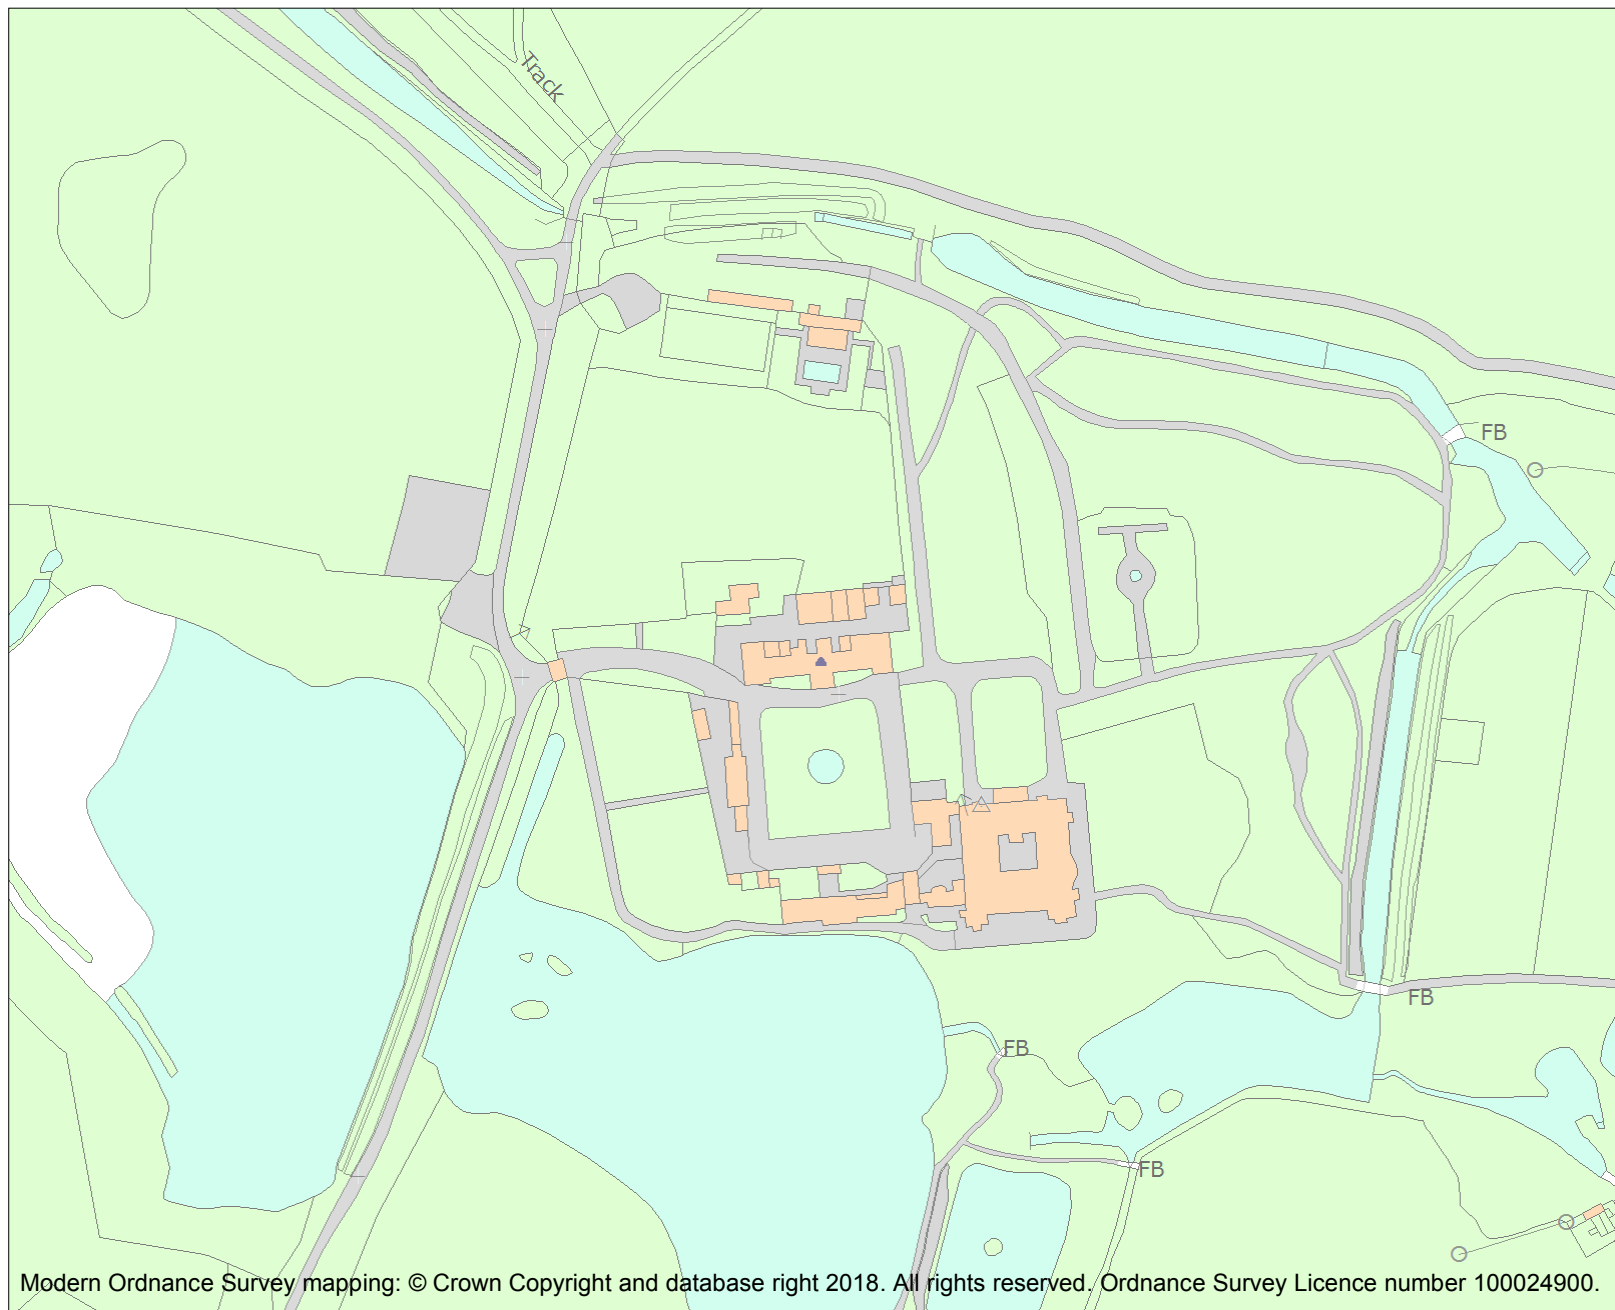 Track
FB
FB
FB
FB
Modern Ordnance Survey mapping: © Crown Copyright and database right 2018. All rights reserved. Ordnance Survey Licence number 100024900.